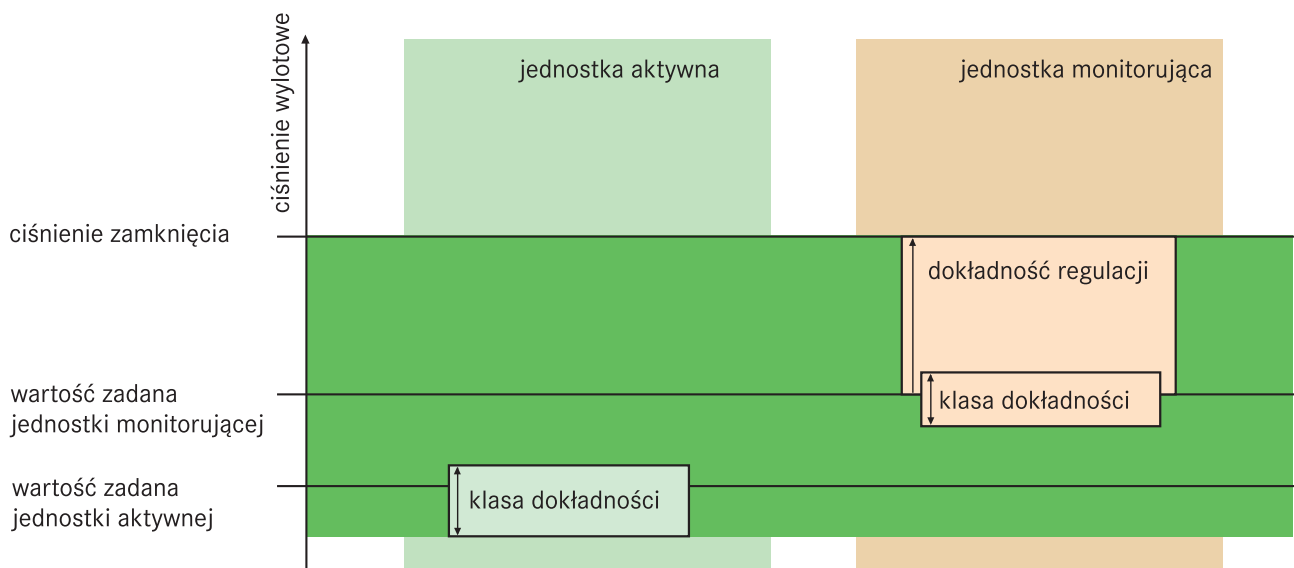 ciśnienie wylotowe
jednostka aktywna
jednostka monitorująca
ciśnienie zamknięcia
dokładność regulacji
wartość zadana
jednostki monitorującej
klasa dokładności
wartość zadana
jednostki aktywnej
klasa dokładności